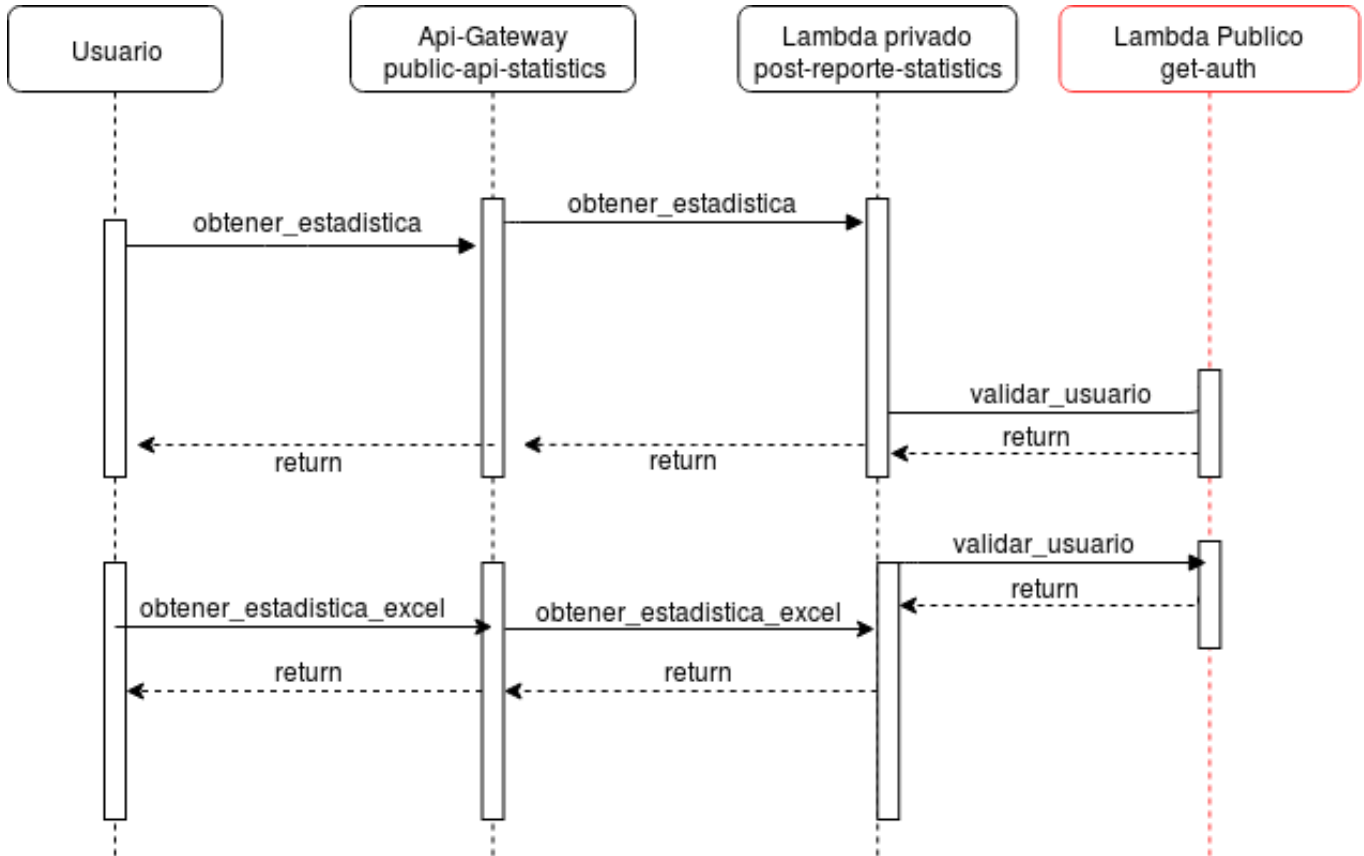 Usuario
Api-Gateway
public-api-statistics
Lambda privado
post-reporte-statistics
Lambda Publico
get-auth
obtener_estadistica
obtener_estadistica
validar_usuario
return
return
return
validar_usuario
return
obtener_estadistica_excel
obtener_estadistica_excel
return
return